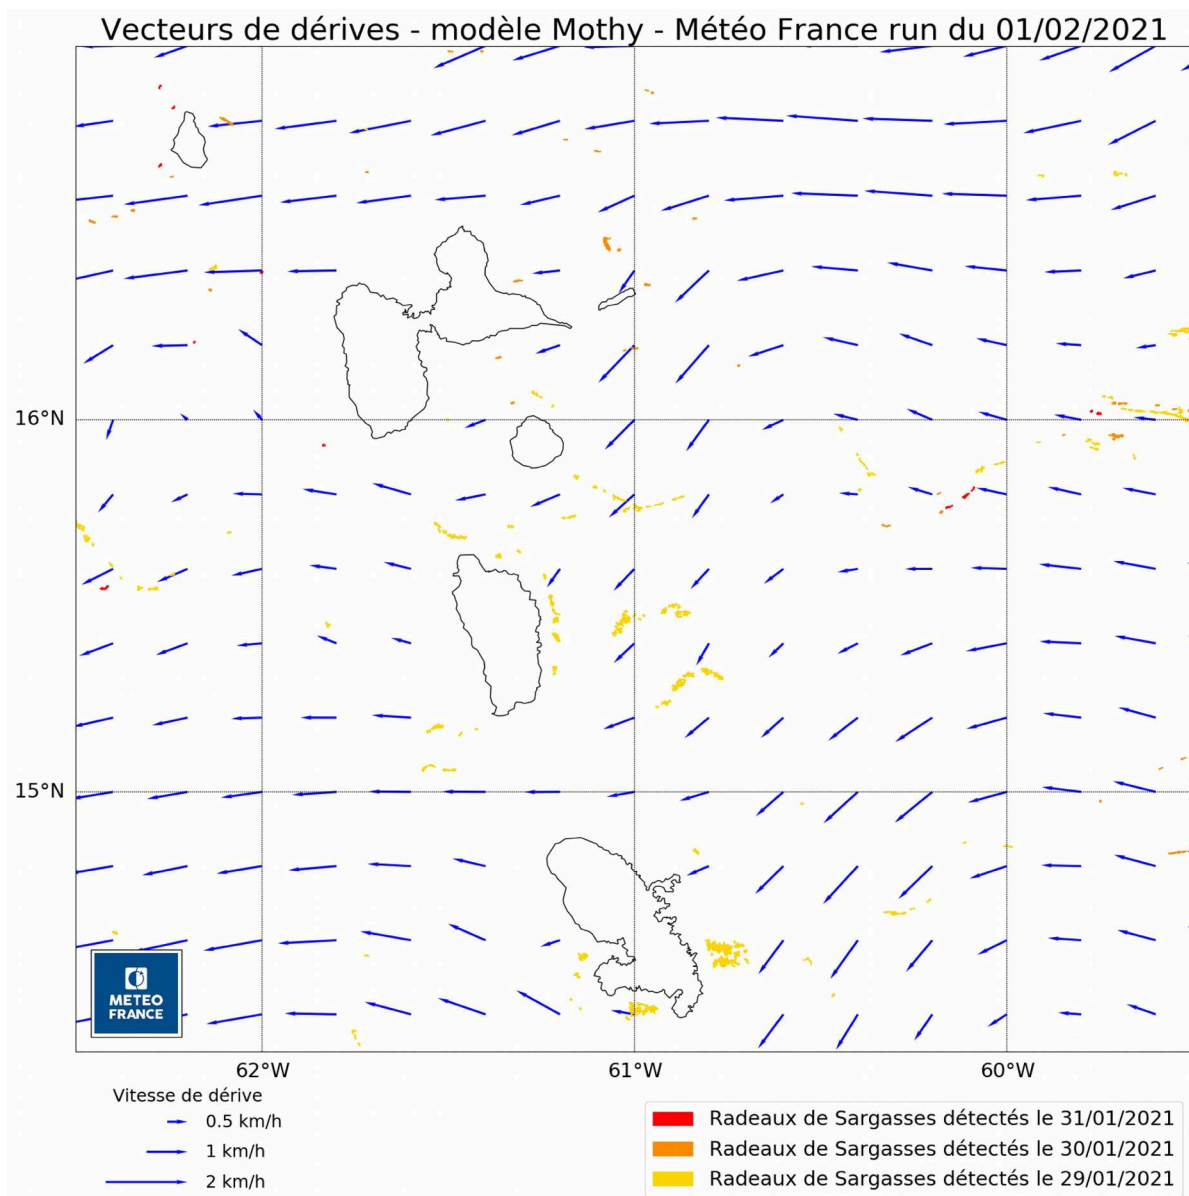 Vecteurs de dérives - modèle Mothy - Météo France run du 01/02/2021
16°N
15°N
METEO
FRANCE
62°W
61°W
60°W
Vitesse de dérive
0.5 km/h
1 km/h
2 km/h
Radeaux de Sargasses détectés le 31/01/2021
Radeaux de Sargasses détectés le 30/01/2021
Radeaux de Sargasses détectés le 29/01/2021